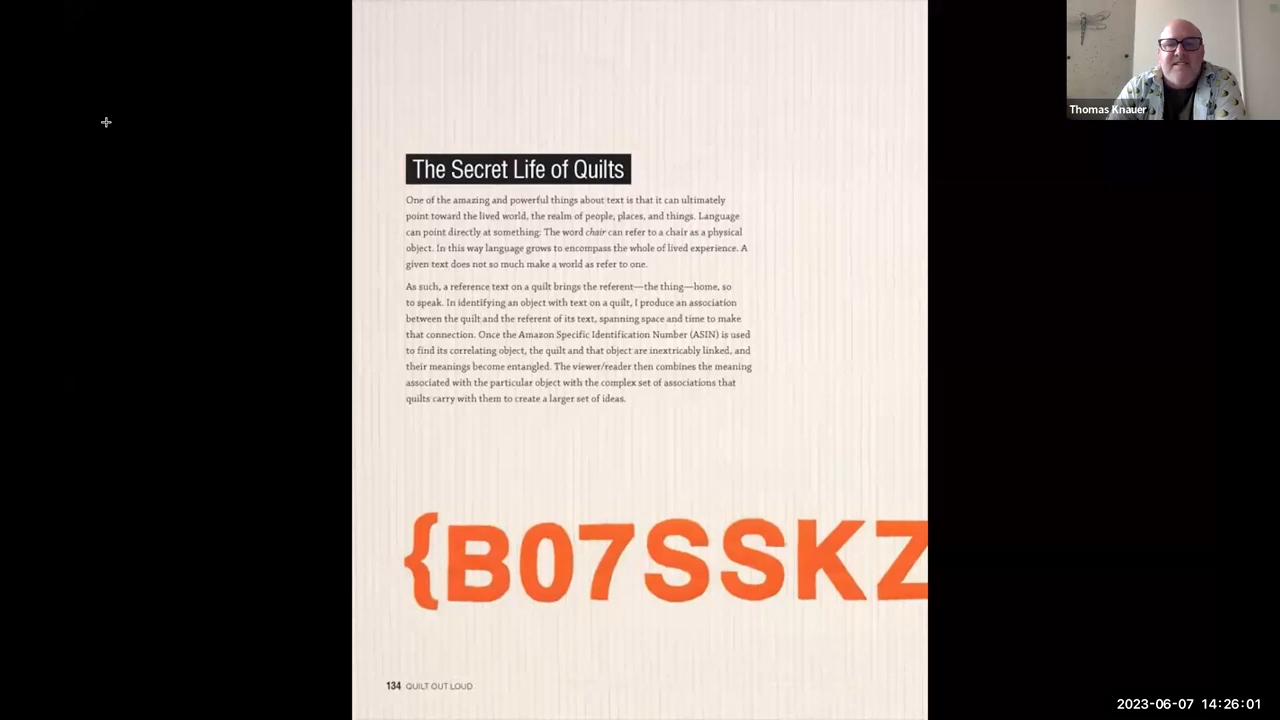 Thomas Knauer
The Secret Life of Quilts
One of the amazing and powerful things about text is that it can ultimately
point toward the lived world, the realm of people, places, and things. Language
can point directly at something: The word chair can refer to a chair as a physical
object. In this way language grows to encompass the whole of lived experience. A
given text does not so much make a world as refer to one.
As such, a reference text on a quilt brings the referent—the thing—home, so
to speak. In identifying an object with text on a quilt, I produce an association
between the quilt and the referent of its text, spanning space and time to make
that connection. Once the Amazon Specific Identification Number (ASIN) is used
to find its correlating object, the quilt and that object are inextricably linked, and
their meanings become entangled. The viewer/reader then combines the meaning
associated with the particular object with the complex set of associations that
quilts carry with them to create a larger set of ideas.
{B07SSKZ
134 QUILT OUT LOUD
2023-06-07 14:26:01